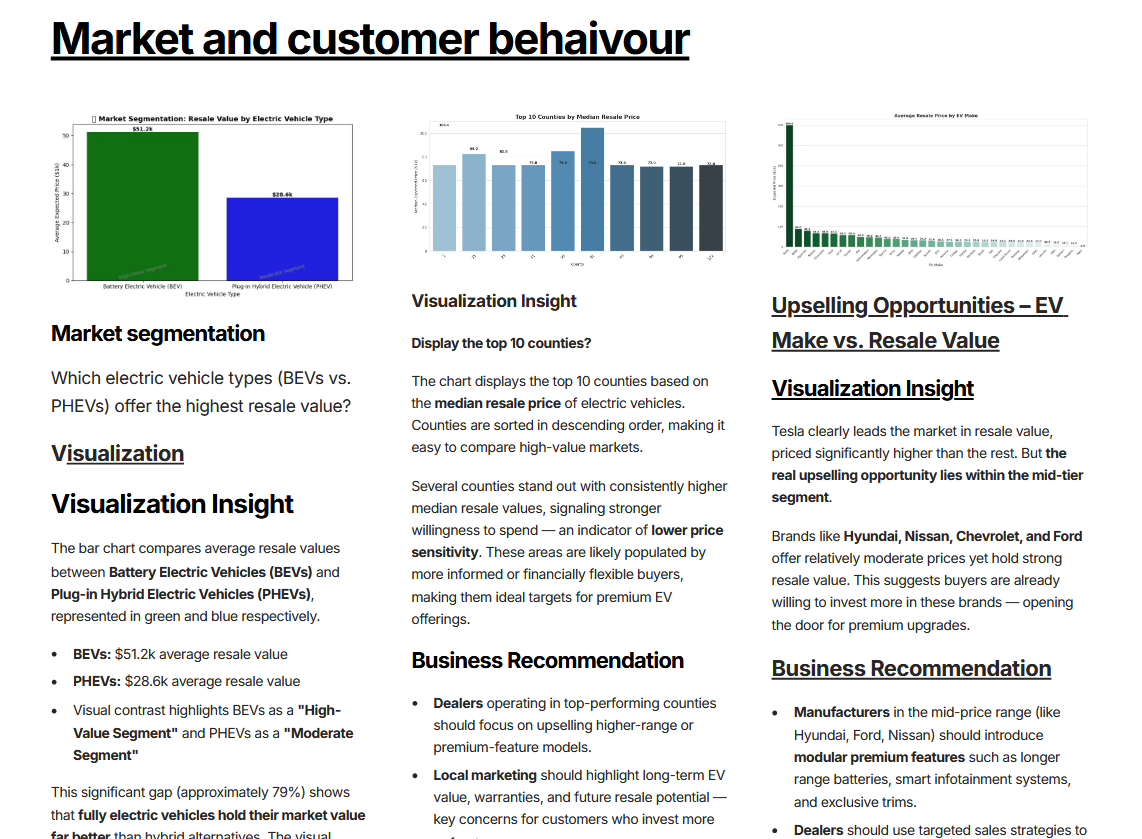 Market and customer behaivour
Market Segmentation: Resale Value by Electric Vehicle Type
$51.2k
$28.6k
50
40
30
20
10
0
Average Expected Price ($1k)
High-Value Segment
Moderate Segment
Battery Electric Vehicle (BEV)
Plug-in Hybrid Electric Vehicle (PHEV)
Electric Vehicle Type
Market segmentation
Which electric vehicle types (BEVs vs.
PHEVs) offer the highest resale value?
Visualization
Visualization Insight
The bar chart compares average resale values
between Battery Electric Vehicles (BEVs) and
Plug-in Hybrid Electric Vehicles (PHEVs),
represented in green and blue respectively.
• BEVs: $51.2k average resale value
• PHEVs: $28.6k average resale value
• Visual contrast highlights BEVs as a "High-
Value Segment" and PHEVs as a "Moderate
Segment"
This significant gap (approximately 79%) shows
that fully electric vehicles hold their market value
far better than hybrid alternatives. The visual
Top 10 Counties by Median Resale Price
County
Visualization Insight
Display the top 10 counties?
The chart displays the top 10 counties based on
the median resale price of electric vehicles.
Counties are sorted in descending order, making it
easy to compare high-value markets.
Several counties stand out with consistently higher
median resale values, signaling stronger
willingness to spend — an indicator of lower price
sensitivity. These areas are likely populated by
more informed or financially flexible buyers,
making them ideal targets for premium EV
offerings.
Business Recommendation
• Dealers operating in top-performing counties
should focus on upselling higher-range or
premium-feature models.
• Local marketing should highlight long-term EV
value, warranties, and future resale potential —
key concerns for customers who invest more
Average Resale Price by EV Make
EV Make
Upselling Opportunities – EV
Make vs. Resale Value
Visualization Insight
Tesla clearly leads the market in resale value,
priced significantly higher than the rest. But the
real upselling opportunity lies within the mid-tier
segment.
Brands like Hyundai, Nissan, Chevrolet, and Ford
offer relatively moderate prices yet hold strong
resale value. This suggests buyers are already
willing to invest more in these brands — opening
the door for premium upgrades.
Business Recommendation
• Manufacturers in the mid-price range (like
Hyundai, Ford, Nissan) should introduce
modular premium features such as longer
range batteries, smart infotainment systems,
and exclusive trims.
• Dealers should use targeted sales strategies to